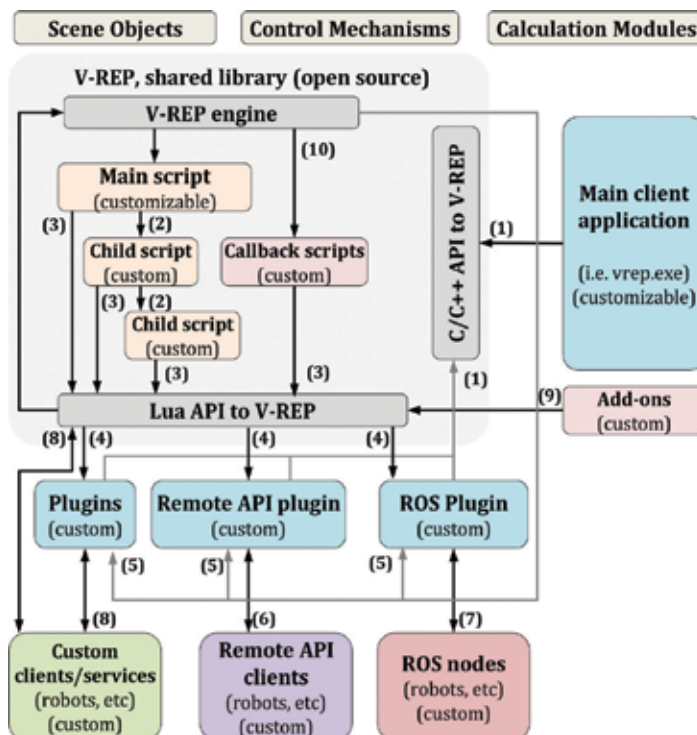 Scene Objects
Control Mechanisms
Calculation Modules
V-REP, shared library (open source)
V-REP engine
(10)
Main script
(customizable)
(3)
(2)
Child script
(custom)
Callback scripts
(custom)
(3)
(2)
Child script
(custom)
(3)
(3)
C/C++ API to V-REP
(1)
Main client
application
(i.e. vrep.exe)
(customizable)
(1)
Lua API to V-REP
(9)
Add-ons
(custom)
(8)
(4)
(4)
(4)
Plugins
(custom)
Remote API plugin
(custom)
ROS Plugin
(custom)
(5)
(5)
(5)
(8)
(6)
(7)
Custom
clients/services
(robots, etc)
(custom)
Remote API
clients
(robots, etc)
(custom)
ROS nodes
(robots, etc)
(custom)